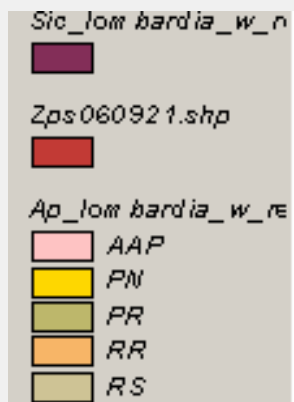 Sic_lombardia_w_n
Zps060921.shp
Ap_lombardia_w_re
AAP
PN
PR
RR
RS